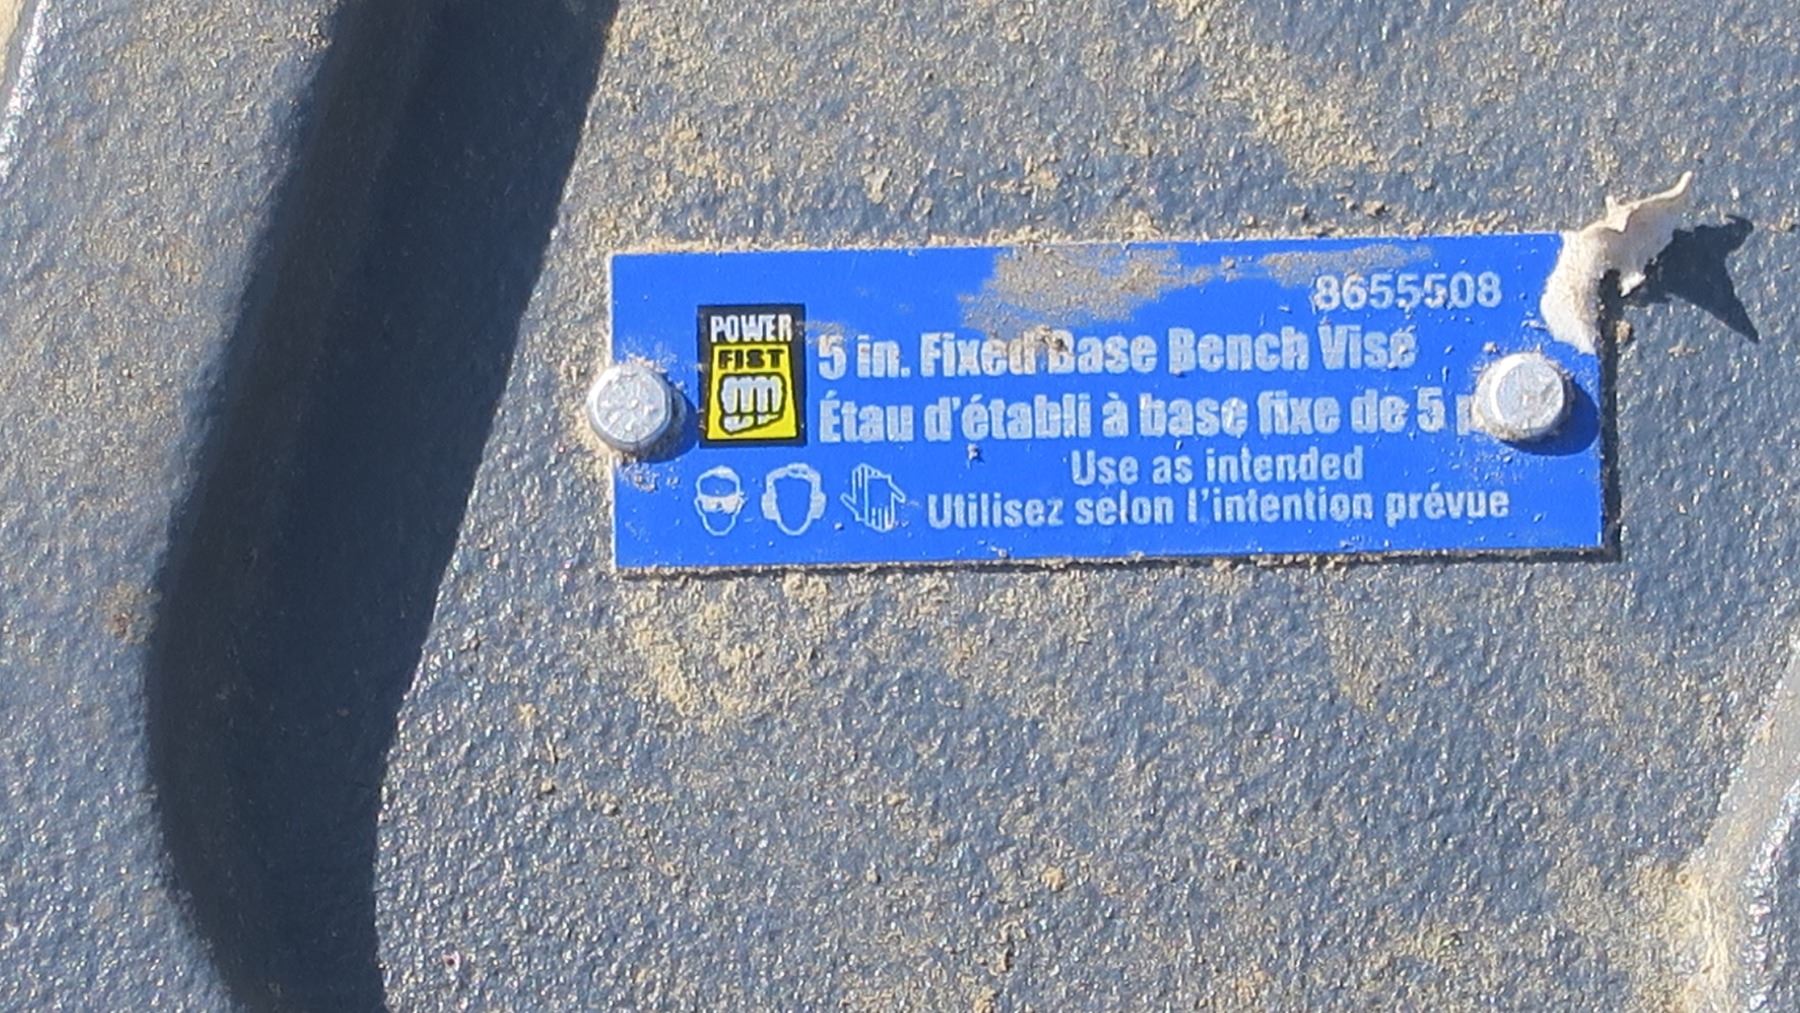 8655508
POWER
FIST
5 in. Fixed Base Bench Vise
Étau d'établi à base fixe de 5
Use as intended
Utilisez selon l'intention prévue